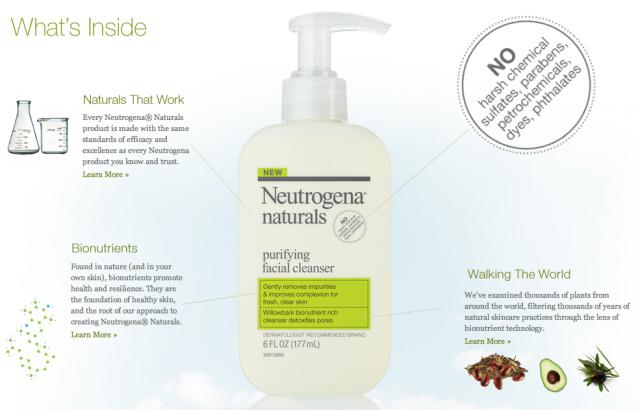 What's Inside
NO
harsh chemical
sulfates, parabens,
petrochemicals,
dyes, phthalates
Naturals That Work
Every Neutrogena® Naturals
product is made with the same
standards of efficacy and
excellence as every Neutrogena
product you know and trust.
Learn More »
Bionutrients
Found in nature (and in your
own skin), bionutrients promote
health and resilience. They are
the foundation of healthy skin,
and the root of our approach to
creating Neutrogena® Naturals.
Learn More »
NEW
Neutrogena®
naturals
NO
purifying
facial cleanser
Gently removes impurities
& improves complexion for
fresh, clear skin
Willowbark bionutrient rich
cleanser detoxifies pores
DERMATOLOGIST RECOMMENDED BRAND
6 FL OZ (177mL)
Walking The World
We've examined thousands of plants from
around the world, filtering thousands of years of
natural skincare practices through the lens of
bionutrient technology.
Learn More »